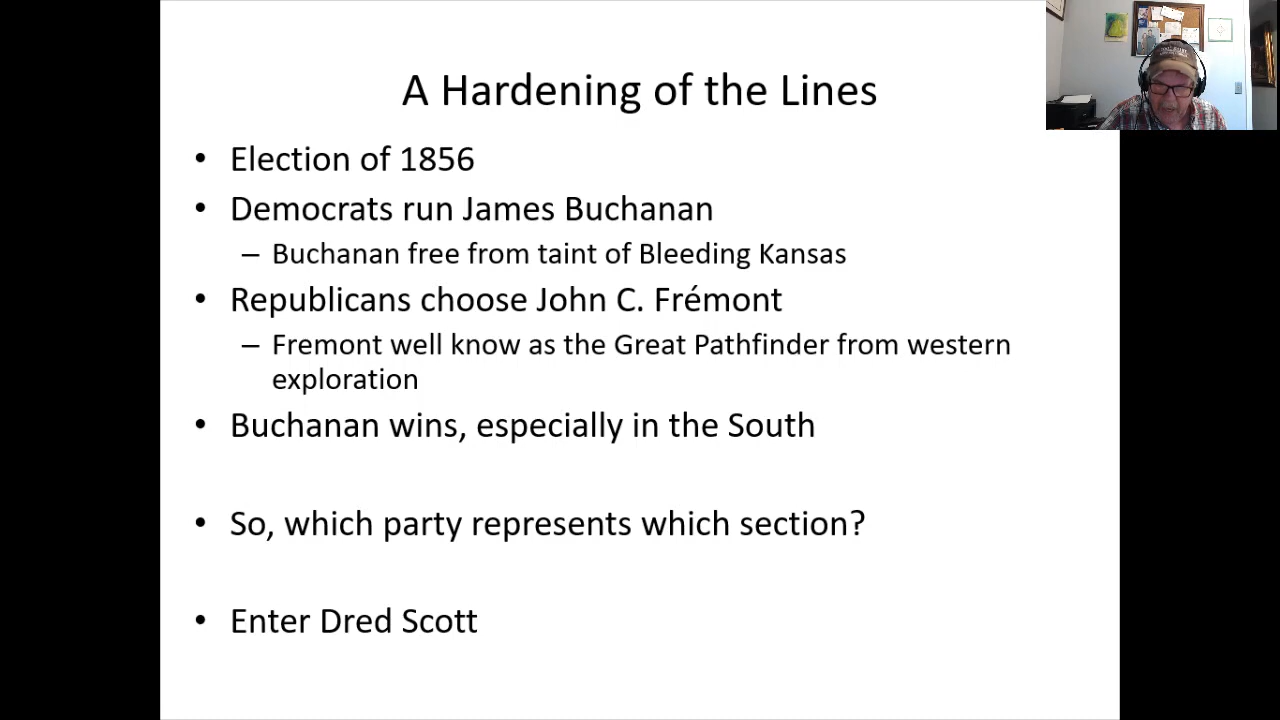 A Hardening of the Lines
• Election of 1856
• Democrats run James Buchanan
– Buchanan free from taint of Bleeding Kansas
• Republicans choose John C. Frémont
– Fremont well know as the Great Pathfinder from western
exploration
• Buchanan wins, especially in the South
• So, which party represents which section?
• Enter Dred Scott